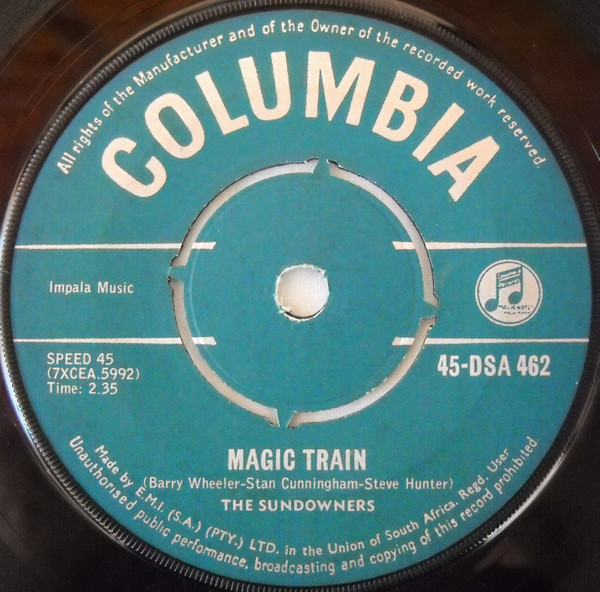 All rights of the Manufacturer and of the Owner of the recorded work reserved.
COLUMBIA
Impala Music
SPEED 45
(7XCEA.5992)
Time: 2.35
45-DSA 462
MAGIC TRAIN
(Barry Wheeler-Stan Cunningham-Steve Hunter)
THE SUNDOWNERS
Made by E.M.I. (S.A.) (PTY.) LTD. in the Union of South Africa. Regd. User
Unauthorised public performance, broadcasting and copying of this record prohibited.